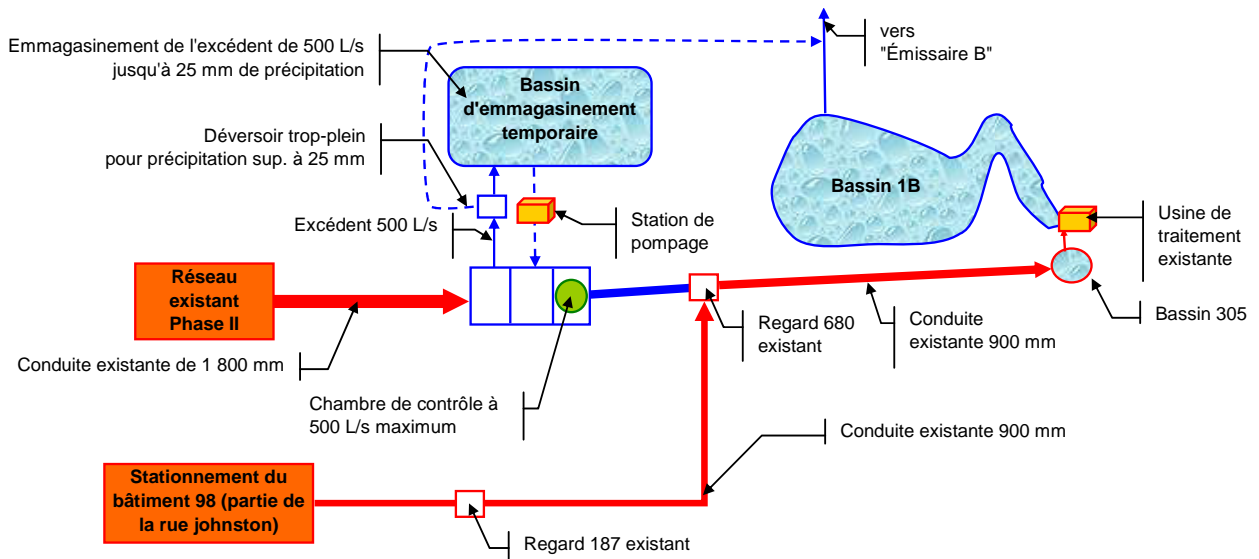 Emmagasinement de l'excédent de 500 L/s
jusqu'à 25 mm de précipitation
vers
"Émissaire B"
Bassin
d'emmagasinement
temporaire
Déversoir trop-plein
pour précipitation sup. à 25 mm
Bassin 1B
Excédent 500 L/s
Station de
pompage
Usine de
traitement
existante
Réseau
existant
Phase II
Bassin 305
Regard 680
existant
Conduite
existante 900 mm
Conduite existante de 1 800 mm
Chambre de contrôle à
500 L/s maximum
Conduite existante 900 mm
Stationnement du
bâtiment 98 (partie de
la rue johnston)
Regard 187 existant